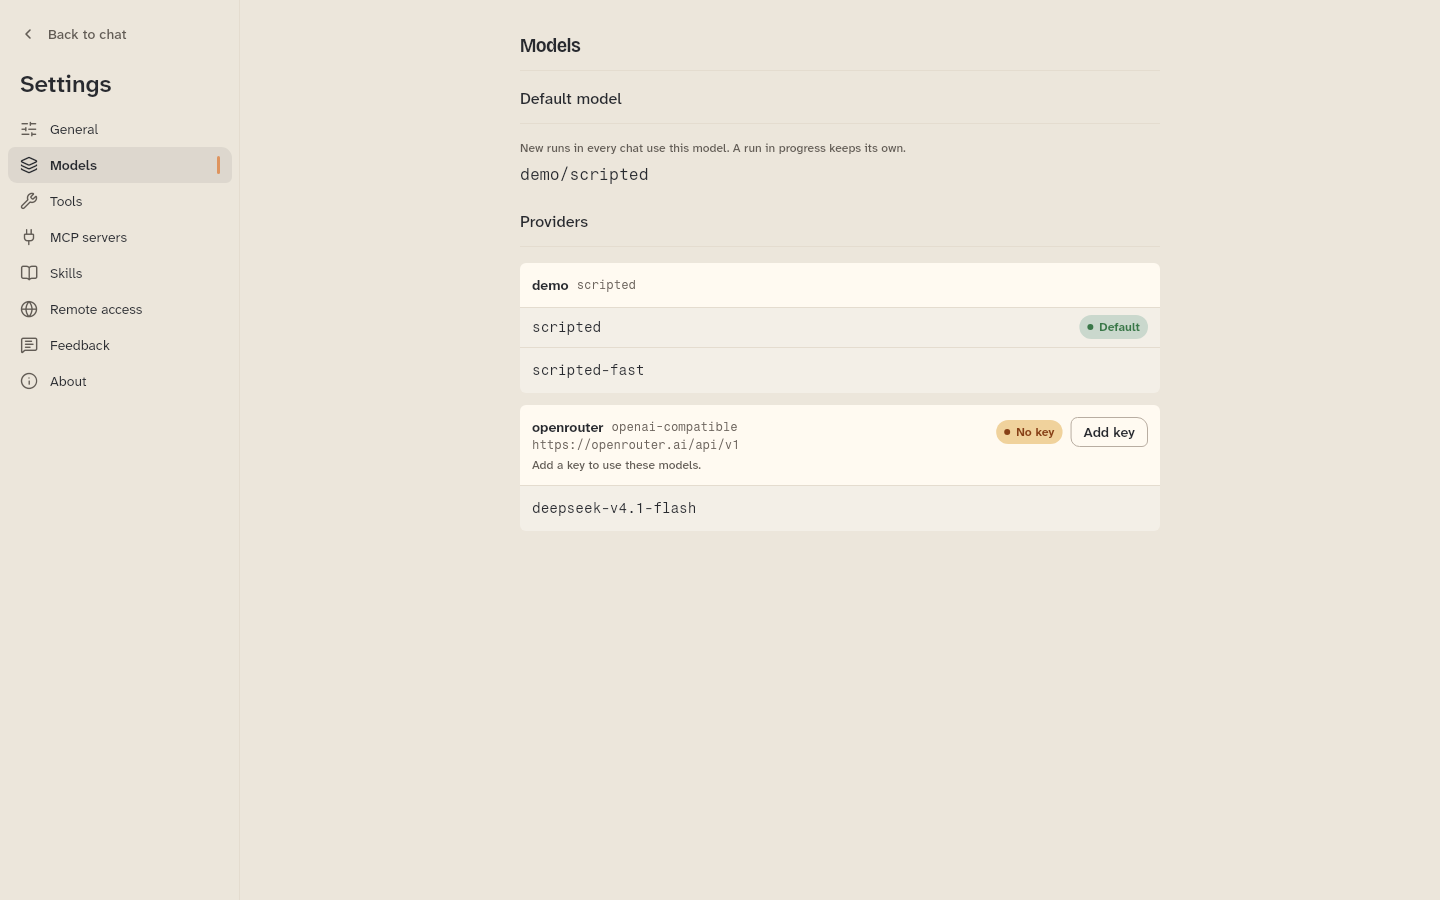 Back to chat
Settings
General
Models
Tools
MCP servers
Skills
Remote access
Feedback
About
Models
Default model
New runs in every chat use this model. A run in progress keeps its own.
demo/scripted
Providers
demo scripted
scripted Default
scripted-fast
openrouter openai-compatible
https://openrouter.ai/api/v1
Add a key to use these models.
No key Add key
deepseek-v4.1-flash